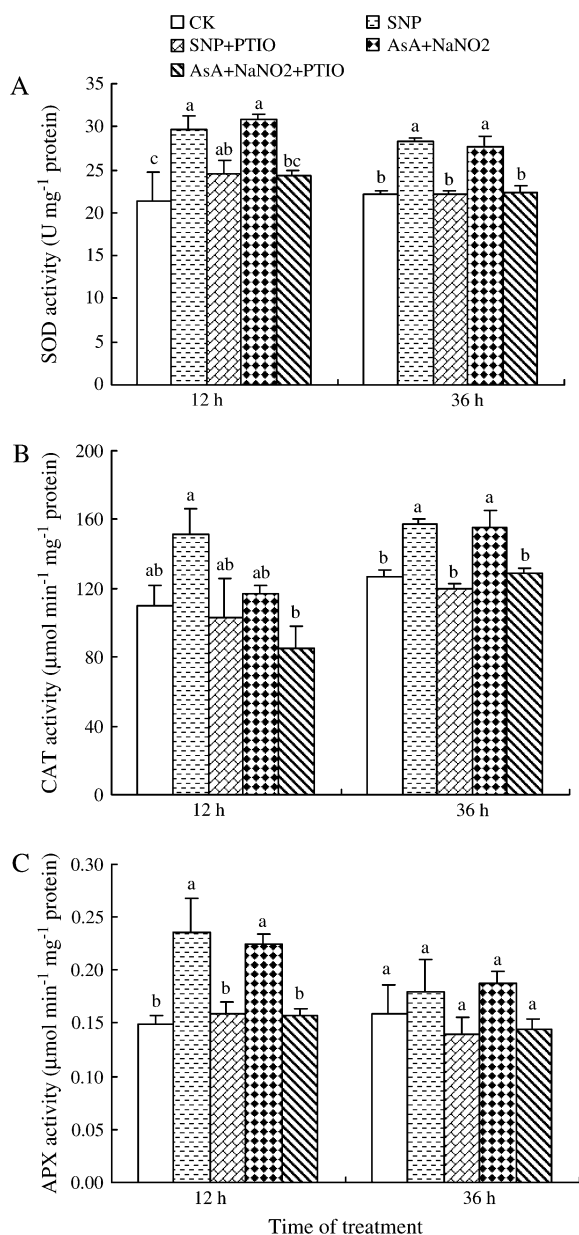 CK
SNP
SNP+PTIO
AsA+NaNO2
AsA+NaNO2+PTIO
A
SOD activity (U mg⁻¹ protein)
35
30
25
20
15
10
5
0
c
a
ab
a
bc
b
a
b
a
b
12 h
36 h
B
CAT activity (μmol min⁻¹ mg⁻¹ protein)
200
160
120
80
40
0
ab
a
ab
ab
b
b
a
b
a
b
12 h
36 h
C
APX activity (μmol min⁻¹ mg⁻¹ protein)
0.30
0.25
0.20
0.15
0.10
0.05
0.00
b
a
b
a
b
a
a
a
a
a
12 h
36 h
Time of treatment